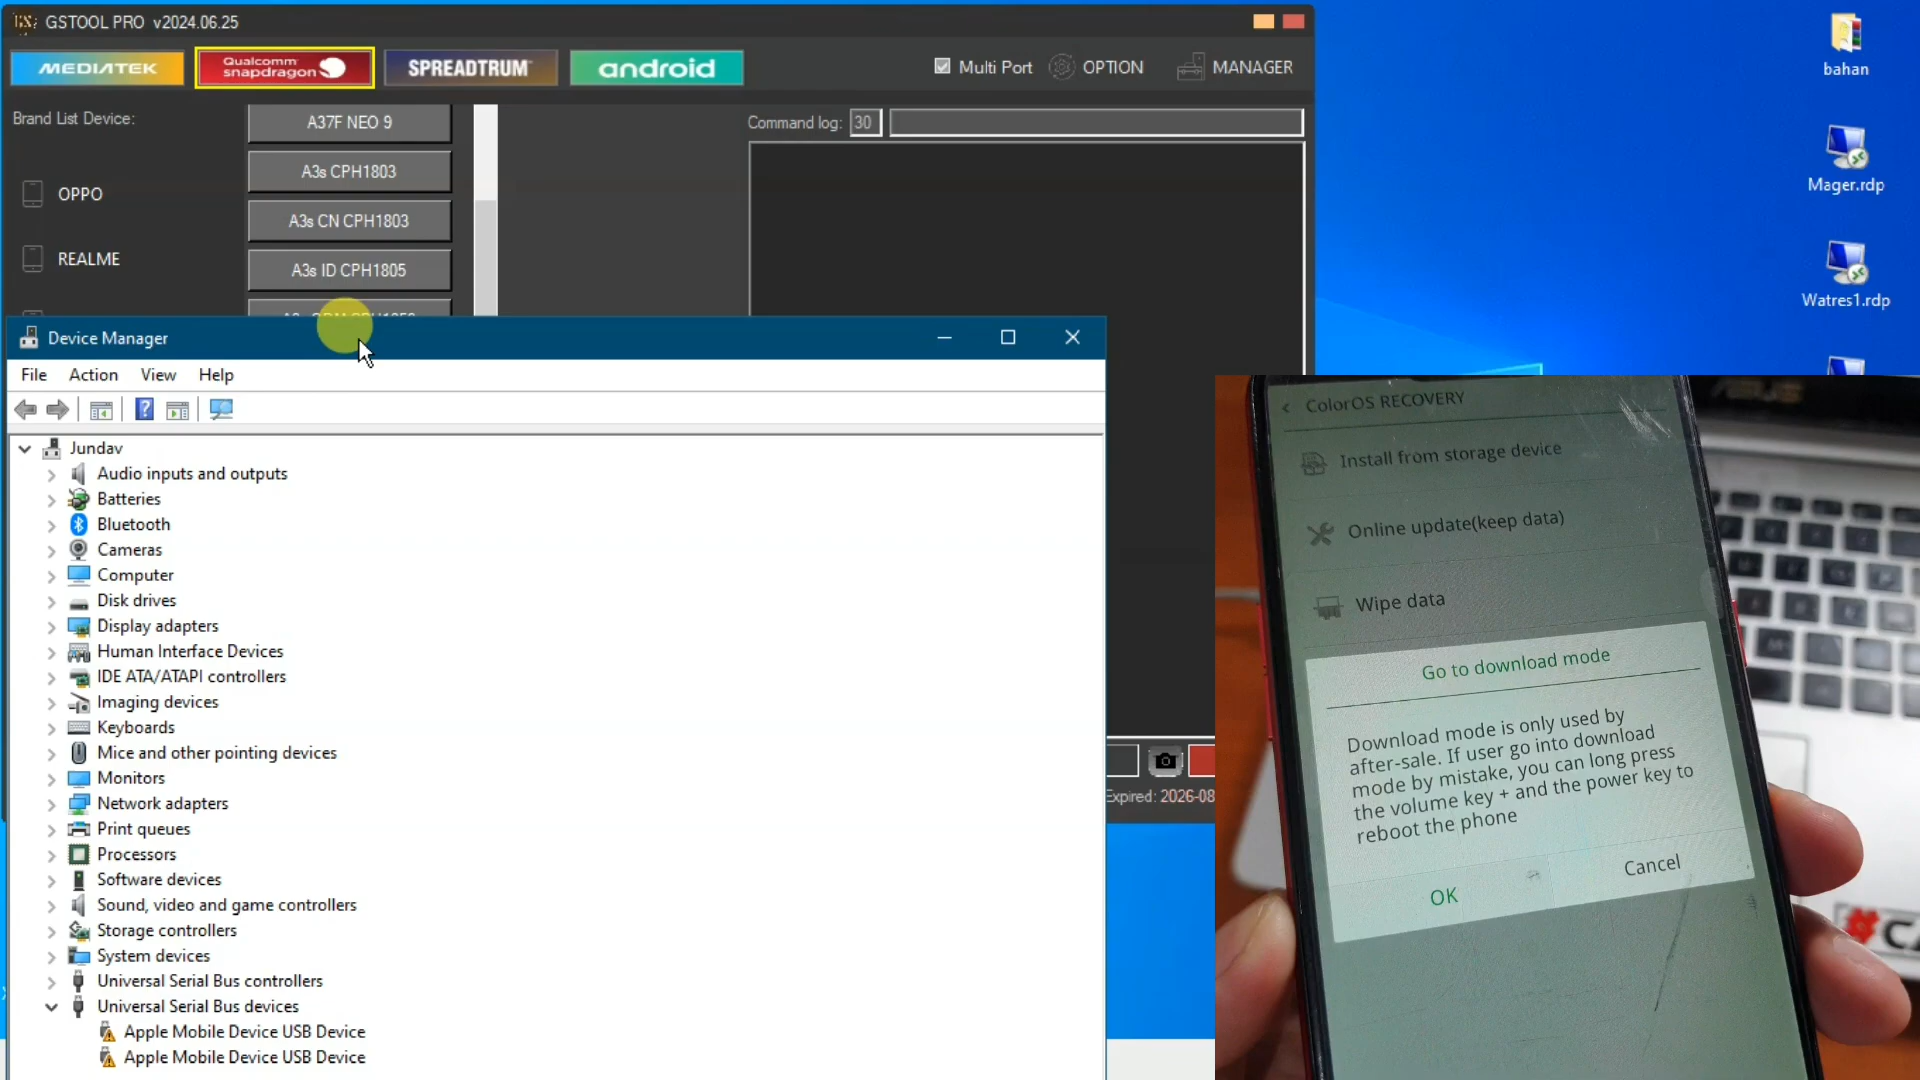 GSTOOL PRO v2024.06.25
MEDIATEK
Qualcomm
snapdragon
SPREADTRUM
android
Multi Port
OPTION
MANAGER
Brand List Device:
OPPO
REALME
A37F NEO 9
A3s CPH1803
A3s CN CPH1803
A3s ID CPH1805
Command log:
30
Expired: 2026-08
Device Manager
File
Action
View
Help
Jundav
Audio inputs and outputs
Batteries
Bluetooth
Cameras
Computer
Disk drives
Display adapters
Human Interface Devices
IDE ATA/ATAPI controllers
Imaging devices
Keyboards
Mice and other pointing devices
Monitors
Network adapters
Print queues
Processors
Software devices
Sound, video and game controllers
Storage controllers
System devices
Universal Serial Bus controllers
Universal Serial Bus devices
Apple Mobile Device USB Device
Apple Mobile Device USB Device
bahan
Mager.rdp
Watres1.rdp
ColorOS RECOVERY
Install from storage device
Online update(keep data)
Wipe data
Go to download mode
Download mode is only used by
after-sale. If user go into download
mode by mistake, you can long press
the volume key + and the power key to
reboot the phone
OK
Cancel
ASUS